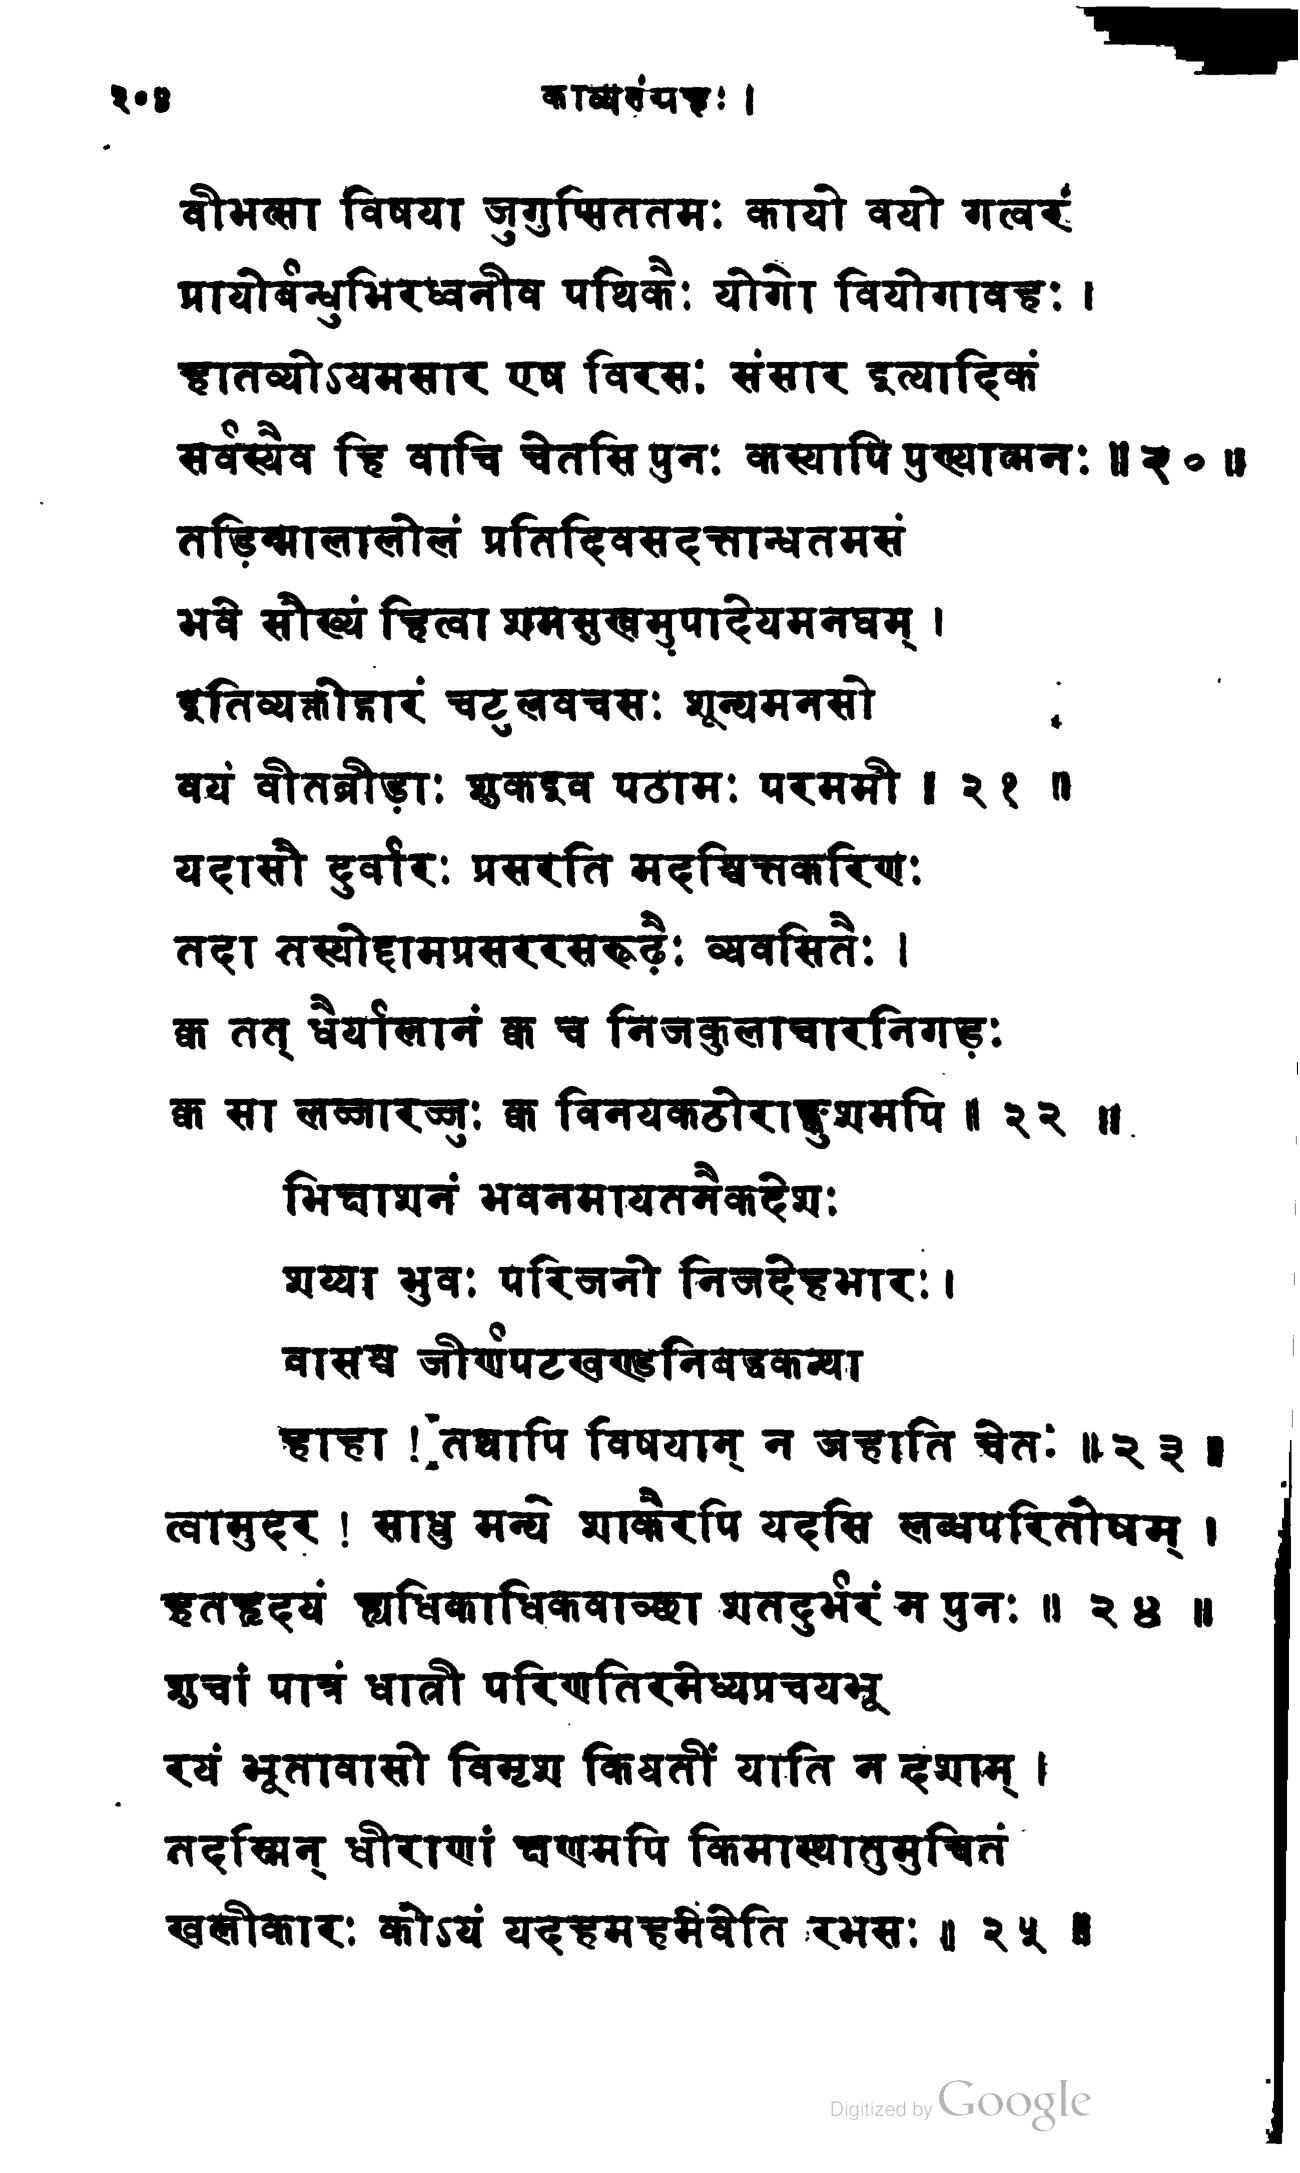 २०४ काव्यसंग्रहः ।
वीभत्सा विषया जुगुप्सिततमः कायो वयो गत्वरं
प्रायोर्बन्धुभिरध्वनीव पथिकैः योगो वियोगावहः ।
हातव्योऽयमसार एष विरसः संसार इत्यादिकं
सर्वस्यैव हि वाचि चेतसि पुनः कस्यापि पुण्यात्मनः ॥ २० ॥
तड़िन्मालालोलं प्रतिदिवसदत्तान्धतमसं
भवे सौख्यं हित्वा शमसुखमुपादेयमनघम् ।
इतिव्यक्तोद्गारं चटुलवचसः शून्यमनसो
वयं वीतव्रीड़ाः शुकइव पठामः परममी ॥ २१ ॥
यदासौ दुर्वारः प्रसरति मदश्चित्तकरिणः
तदा तस्योद्दामप्रसररसरूढ़ैः व्यवसितैः ।
क्व तत् धैर्यालानं क्व च निजकुलाचारनिगड़ः
क्व सा लज्जारज्जुः क्व विनयकठोराङ्कुशमपि ॥ २२ ॥
भिक्षाशनं भवनमायतनैकदेशः
शय्या भुवः परिजनो निजदेहभारः ।
वासश्च जीर्णपटखण्डनिबद्धकन्था
हाहा ! तथापि विषयान् न जहाति चेतः ॥ २३ ॥
त्वामुदर ! साधु मन्ये शाकैरपि यदसि लब्धपरितोषम् ।
हतहृदयं ह्यधिकाधिकवाञ्छा शतदुर्भरं न पुनः ॥ २४ ॥
शुचां पात्रं धात्री परिणतिरमेध्यप्रचयभू
रयं भूतावासो विमृश कियतीं याति न दशाम् ।
तदस्मिन् धीराणां क्षणमपि किमास्थातुमुचितं
खलीकारः कोऽयं यदहमहमेवेति रभसः ॥ २५ ॥
Digitized by Google